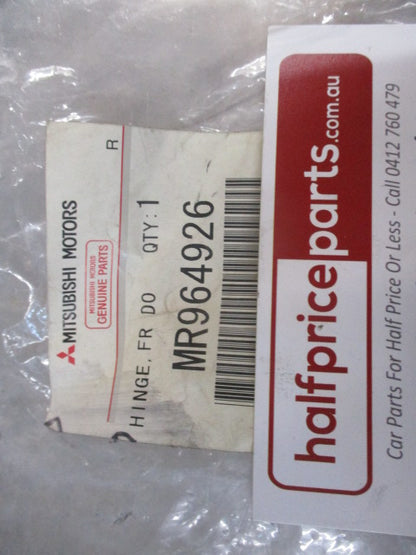 R
MITSUBISHI MOTORS
MITSUBISHI MOTORS
GENUINE PARTS
HINGE, FR DO QTY:1
MR964926
halfpriceparts.com.au
Car Parts For Half Price Or Less - Call 0412 760 479